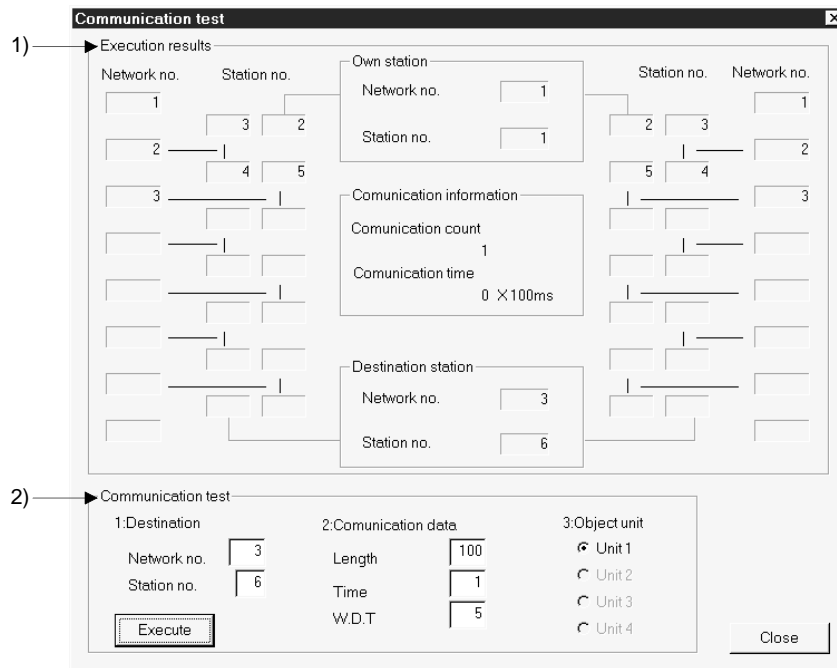 Communication test
1)
Execution results
Network no. Station no.
1
3 2
2
4 5
3
Own station
Network no. 1
Station no. 1
Comunication information
Comunication count
1
Comunication time
0 ×100ms
Destination station
Network no. 3
Station no. 6
Station no. Network no.
1
2 3
2
5 4
3
2)
Communication test
1:Destination
Network no. 3
Station no. 6
Execute
2:Comunication data
Length 100
Time 1
W.D.T 5
3:Object unit
Unit 1
Unit 2
Unit 3
Unit 4
Close